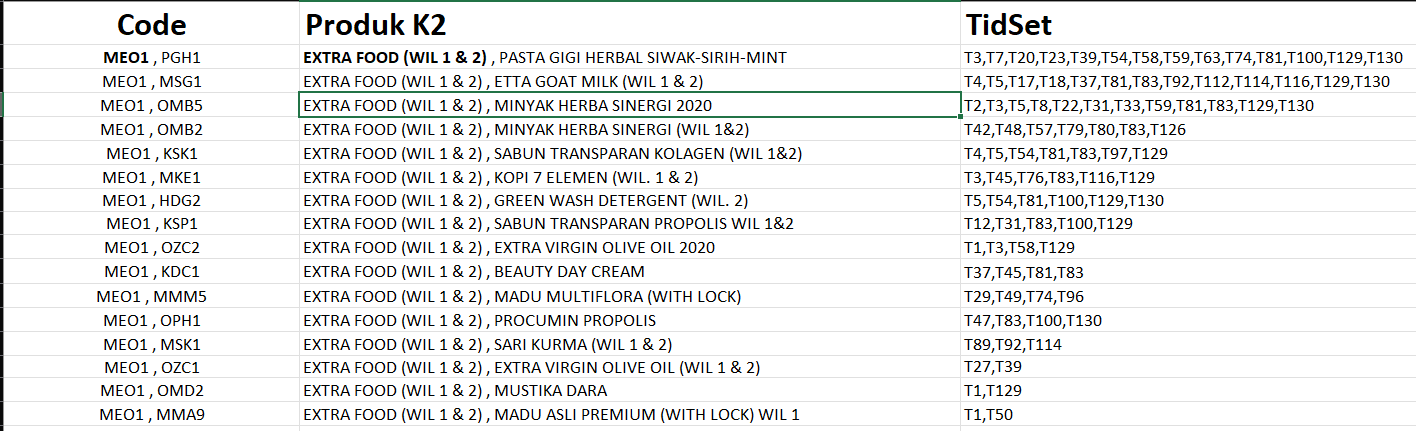 Code Produk K2 TidSet
MEO1 , PGH1 EXTRA FOOD (WIL 1 & 2) , PASTA GIGI HERBAL SIWAK-SIRIH-MINT T3,T7,T20,T23,T39,T54,T58,T59,T63,T74,T81,T100,T129,T130
MEO1 , MSG1 EXTRA FOOD (WIL 1 & 2) , ETTA GOAT MILK (WIL 1 & 2) T4,T5,T17,T18,T37,T81,T83,T92,T112,T114,T116,T129,T130
MEO1 , OMB5 EXTRA FOOD (WIL 1 & 2) , MINYAK HERBA SINERGI 2020 T2,T3,T5,T8,T22,T31,T33,T59,T81,T83,T129,T130
MEO1 , OMB2 EXTRA FOOD (WIL 1 & 2) , MINYAK HERBA SINERGI (WIL 1&2) T42,T48,T57,T79,T80,T83,T126
MEO1 , KSK1 EXTRA FOOD (WIL 1 & 2) , SABUN TRANSPARAN KOLAGEN (WIL 1&2) T4,T5,T54,T81,T83,T97,T129
MEO1 , MKE1 EXTRA FOOD (WIL 1 & 2) , KOPI 7 ELEMEN (WIL. 1 & 2) T3,T45,T76,T83,T116,T129
MEO1 , HDG2 EXTRA FOOD (WIL 1 & 2) , GREEN WASH DETERGENT (WIL. 2) T5,T54,T81,T100,T129,T130
MEO1 , KSP1 EXTRA FOOD (WIL 1 & 2) , SABUN TRANSPARAN PROPOLIS WIL 1&2 T12,T31,T83,T100,T129
MEO1 , OZC2 EXTRA FOOD (WIL 1 & 2) , EXTRA VIRGIN OLIVE OIL 2020 T1,T3,T58,T129
MEO1 , KDC1 EXTRA FOOD (WIL 1 & 2) , BEAUTY DAY CREAM T37,T45,T81,T83
MEO1 , MMM5 EXTRA FOOD (WIL 1 & 2) , MADU MULTIFLORA (WITH LOCK) T29,T49,T74,T96
MEO1 , OPH1 EXTRA FOOD (WIL 1 & 2) , PROCUMIN PROPOLIS T47,T83,T100,T130
MEO1 , MSK1 EXTRA FOOD (WIL 1 & 2) , SARI KURMA (WIL 1 & 2) T89,T92,T114
MEO1 , OZC1 EXTRA FOOD (WIL 1 & 2) , EXTRA VIRGIN OLIVE OIL (WIL 1 & 2) T27,T39
MEO1 , OMD2 EXTRA FOOD (WIL 1 & 2) , MUSTIKA DARA T1,T129
MEO1 , MMA9 EXTRA FOOD (WIL 1 & 2) , MADU ASLI PREMIUM (WITH LOCK) WIL 1 T1,T50